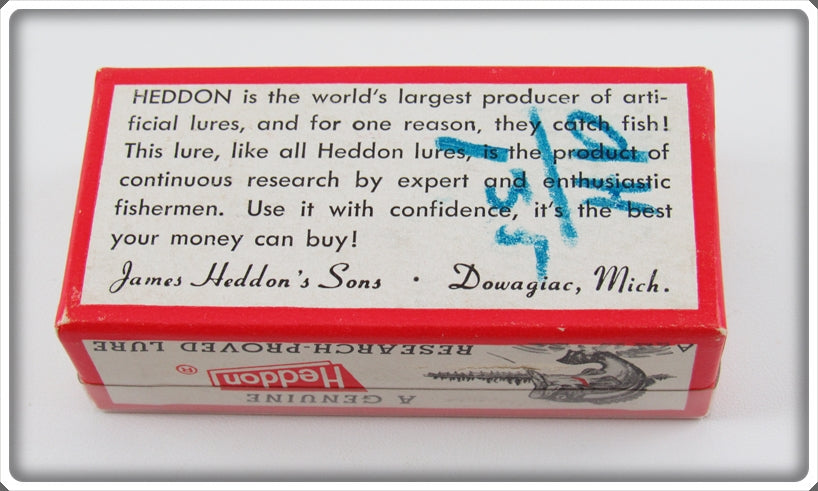 HEDDON is the world's largest producer of arti-
ficial lures, and for one reason, they catch fish!
This lure, like all Heddon lures, is the product of
continuous research by expert and enthusiastic
fishermen. Use it with confidence, it's the best
your money can buy!
James Heddon's Sons · Dowagiac, Mich.
A GENUINE
Heddon®
RESEARCH-PROVED LURE